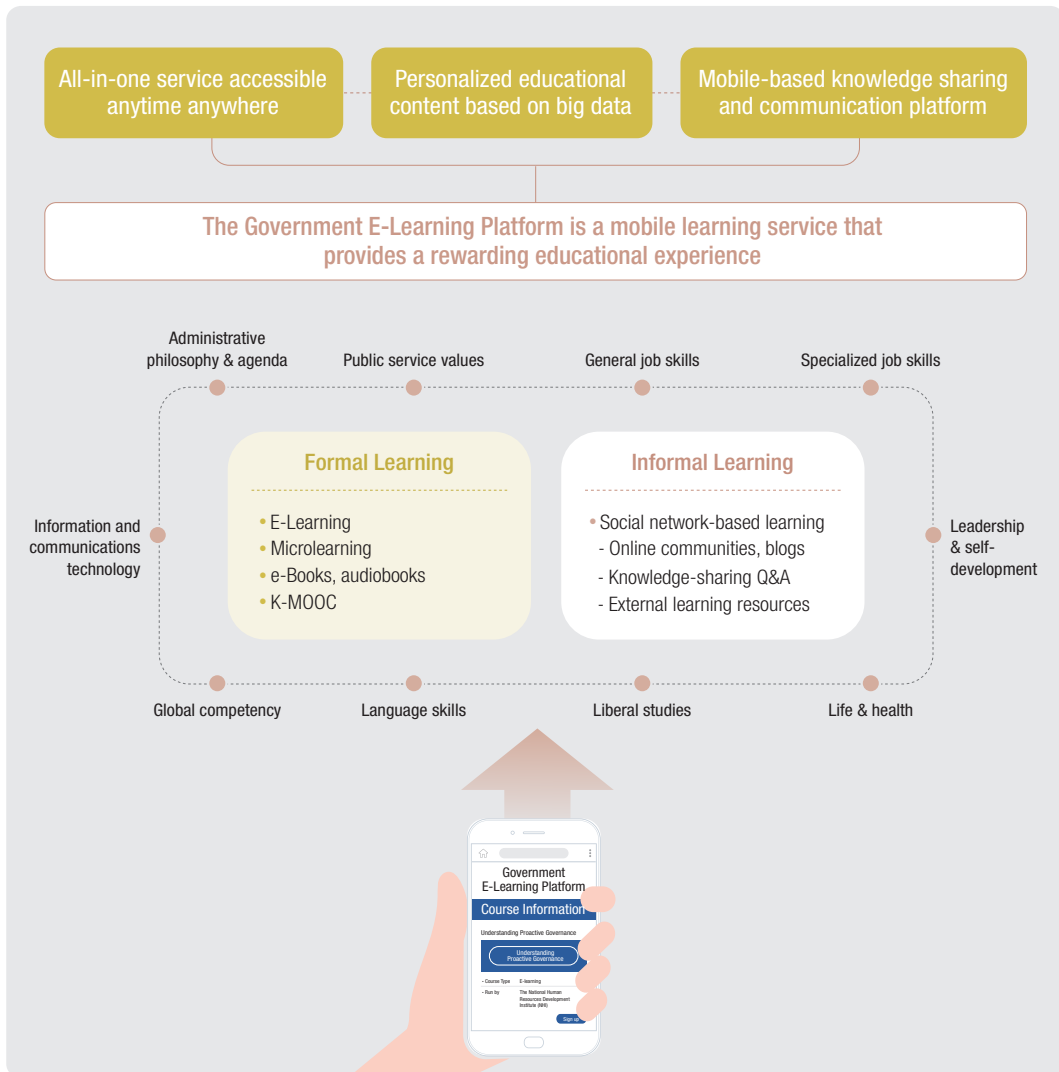 All-in-one service accessible
anytime anywhere
Personalized educational
content based on big data
Mobile-based knowledge sharing
and communication platform
The Government E-Learning Platform is a mobile learning service that
provides a rewarding educational experience
Administrative
philosophy & agenda
Public service values
General job skills
Specialized job skills
Information and
communications
technology
Formal Learning
• E-Learning
• Microlearning
• e-Books, audiobooks
• K-MOOC
Informal Learning
• Social network-based learning
- Online communities, blogs
- Knowledge-sharing Q&A
- External learning resources
Leadership
& self-
development
Global competency
Language skills
Liberal studies
Life & health
Government
E-Learning Platform
Course Information
Understanding Proactive Governance
Understanding
Proactive Governance
- Course Type E-learning
- Run by The National Human
Resources Development
Institute (NHI)
Sign up